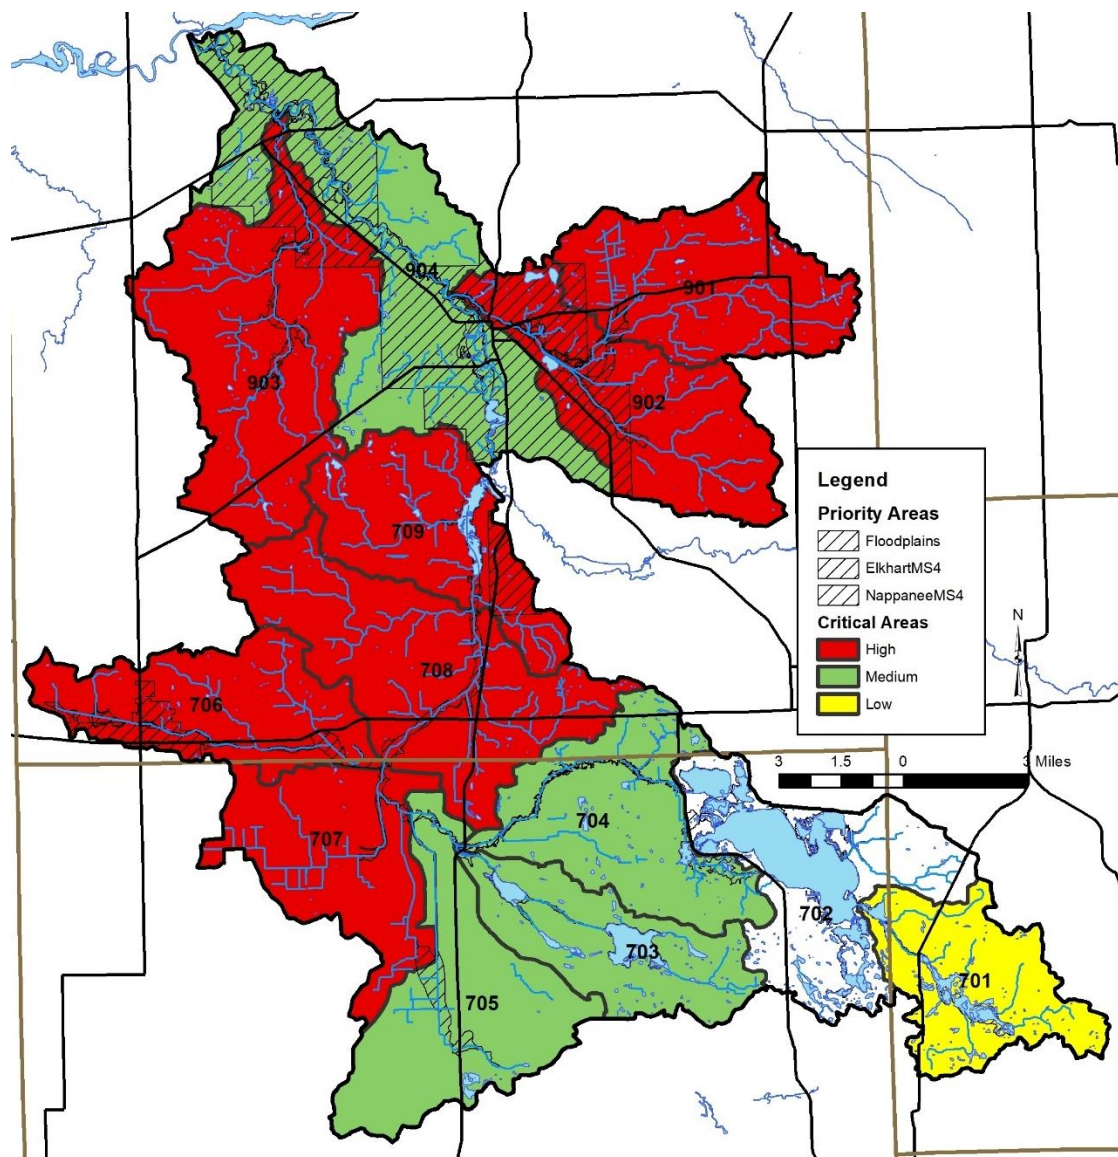 904
901
903
902
Legend
Priority Areas
Floodplains
ElkhartMS4
NappaneeMS4
Critical Areas
High
Medium
Low
709
N
708
706
3 1.5 0 3 Miles
704
707
702
703
701
705